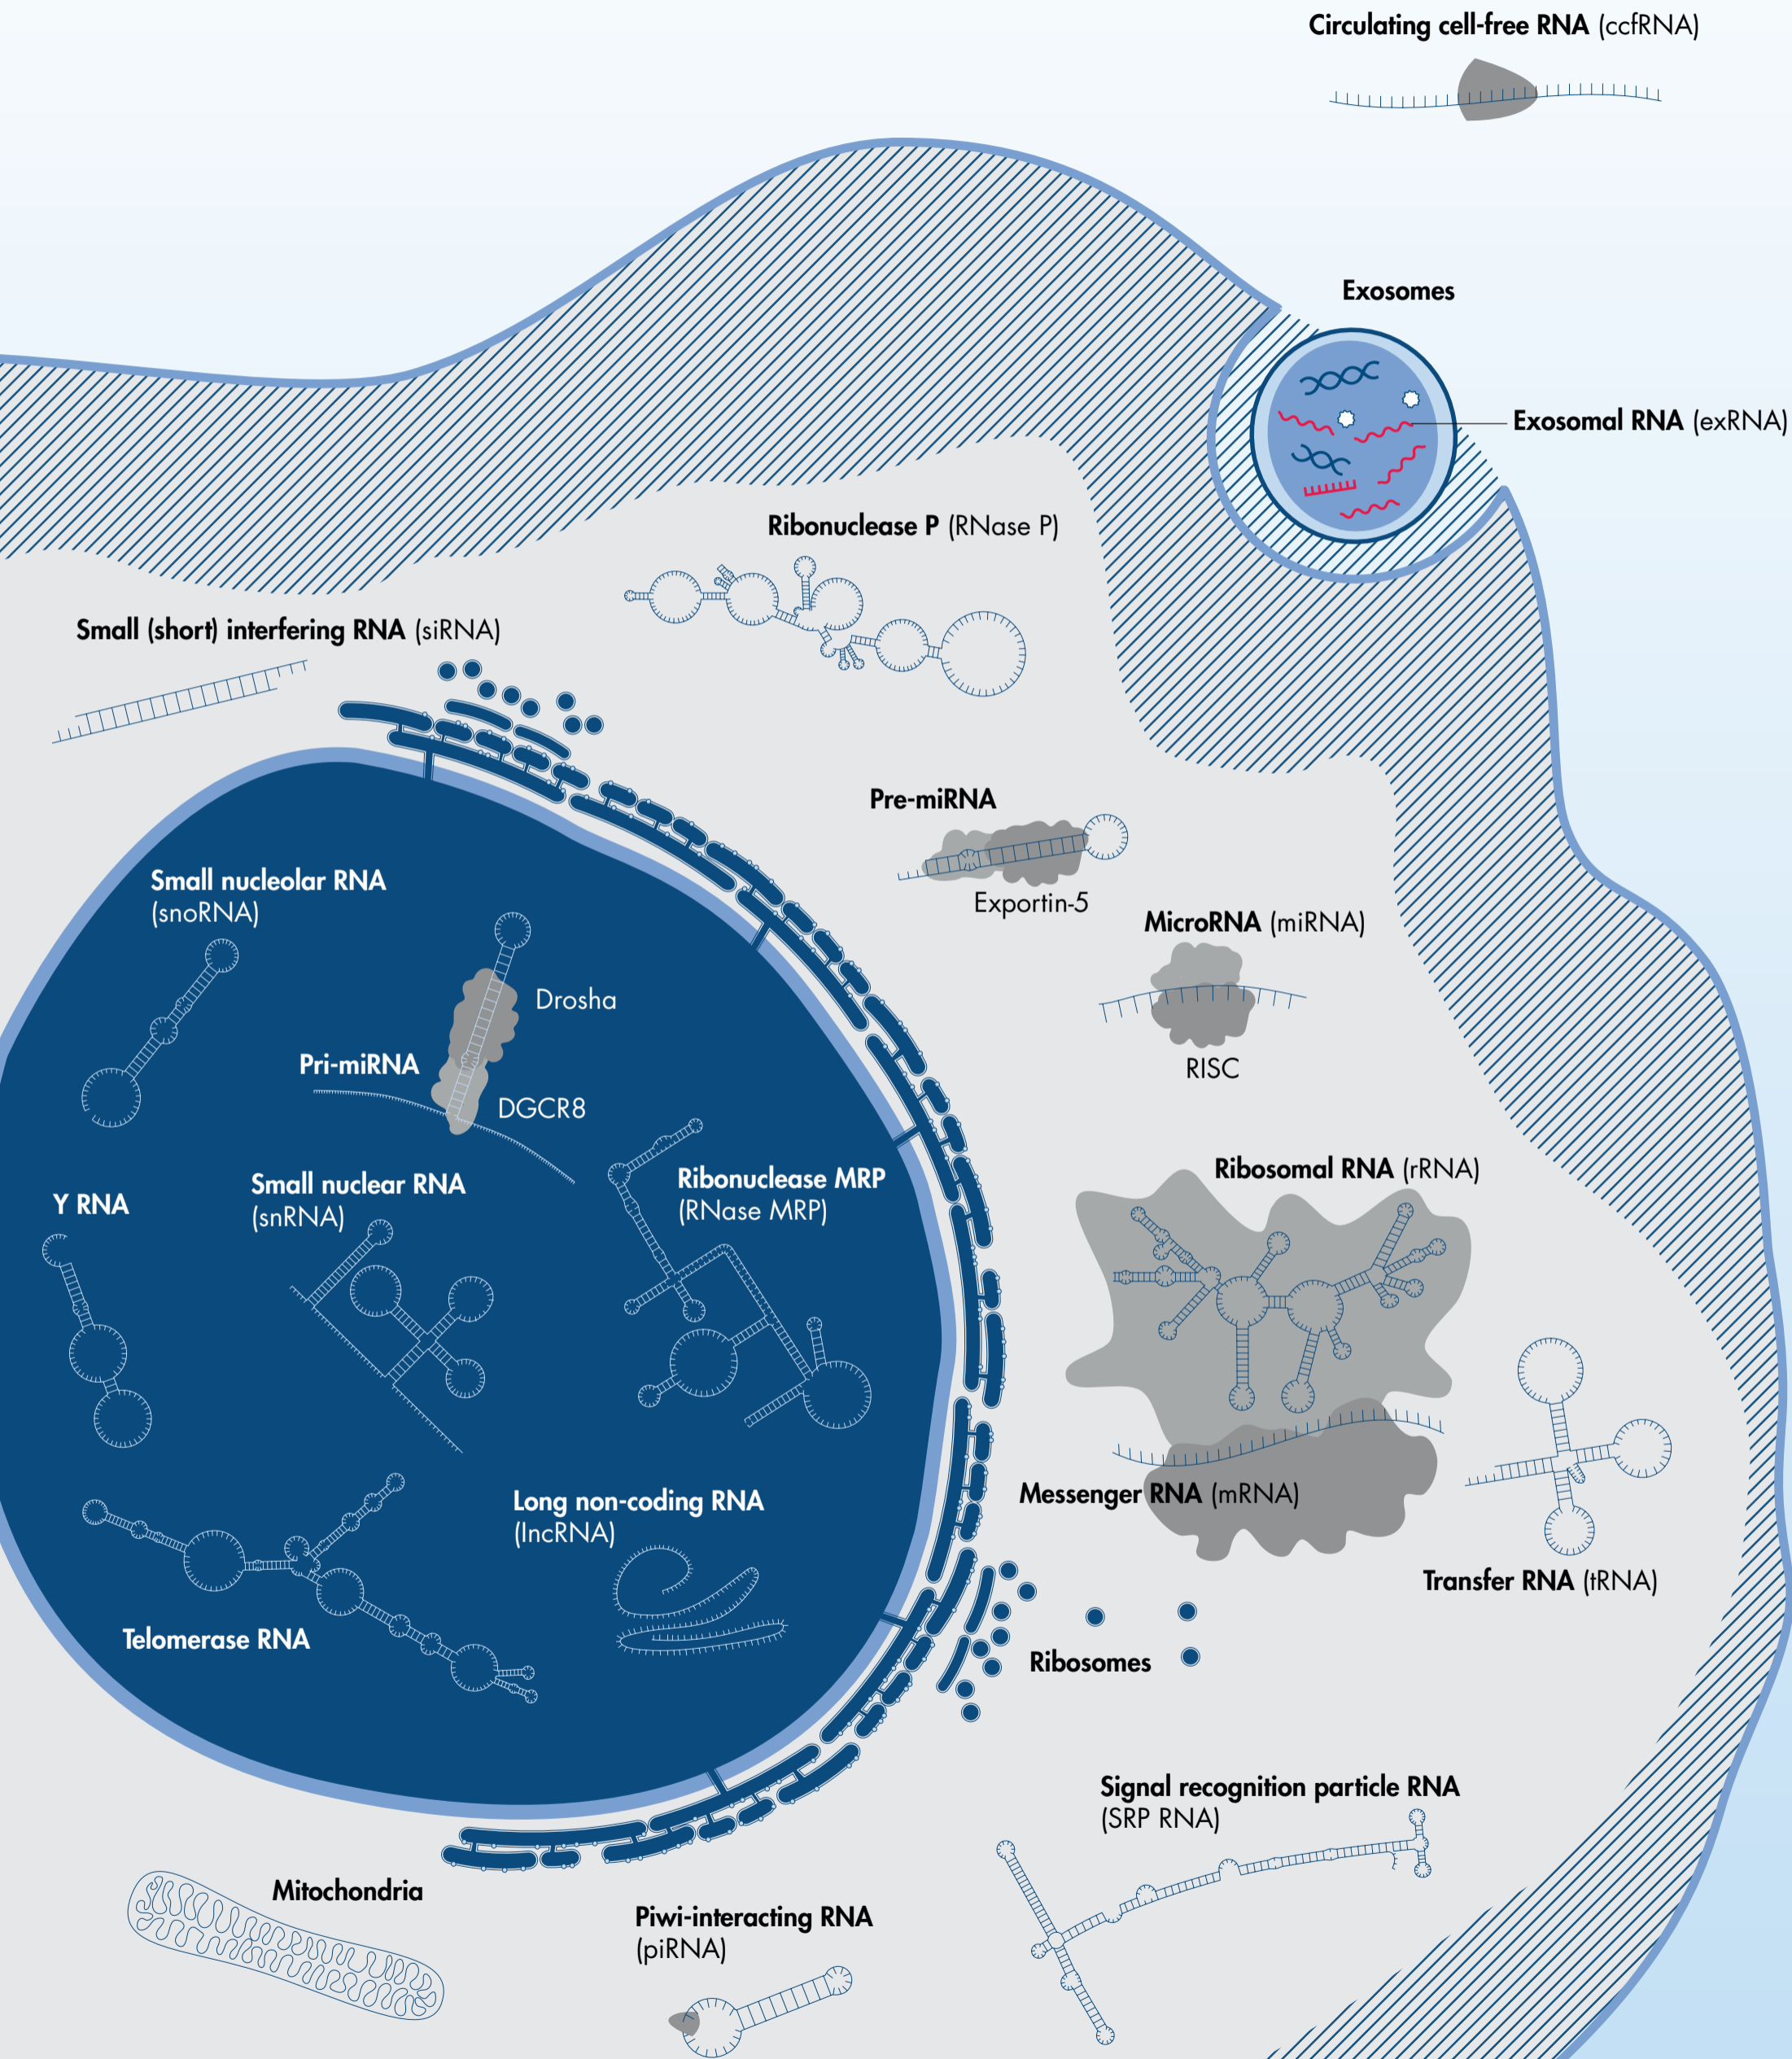 Circulating cell-free RNA (ccfRNA)
Exosomes
Exosomal RNA (exRNA)
Ribonuclease P (RNase P)
Small (short) interfering RNA (siRNA)
Pre-miRNA
Exportin-5
Small nucleolar RNA
(snoRNA)
MicroRNA (miRNA)
Drosha
Pri-miRNA
RISC
DGCR8
Ribosomal RNA (rRNA)
Ribonuclease MRP
(RNase MRP)
Small nuclear RNA
(snRNA)
Y RNA
Messenger RNA (mRNA)
Long non-coding RNA
(lncRNA)
Transfer RNA (tRNA)
Telomerase RNA
Ribosomes
Signal recognition particle RNA
(SRP RNA)
Mitochondria
Piwi-interacting RNA
(piRNA)